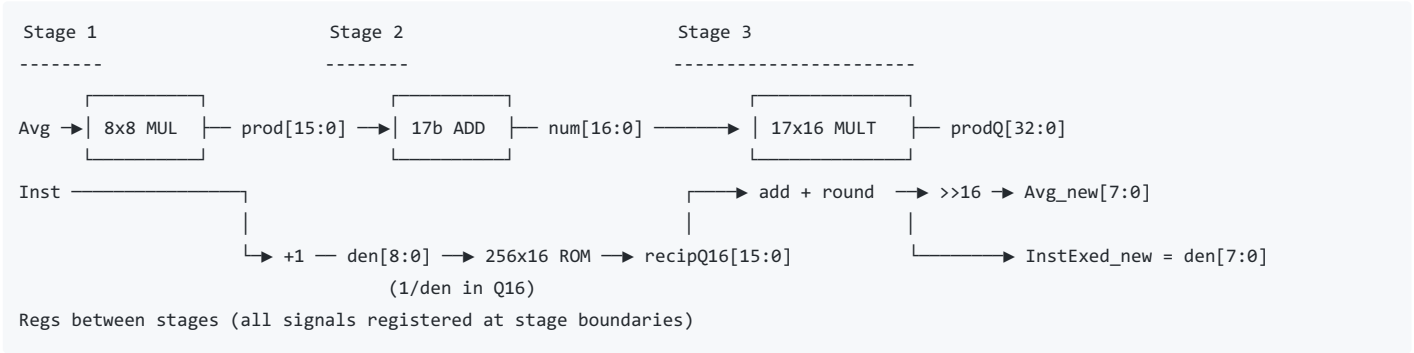 Stage 1 Stage 2 Stage 3
-------- -------- -----------------------
Avg 8x8 MUL prod[15:0] 17b ADD num[16:0] 17x16 MULT prodQ[32:0]
Inst add + round >>16 Avg_new[7:0]
+1 den[8:0] 256x16 ROM recipQ16[15:0] InstExed_new = den[7:0]
(1/den in Q16)
Regs between stages (all signals registered at stage boundaries)